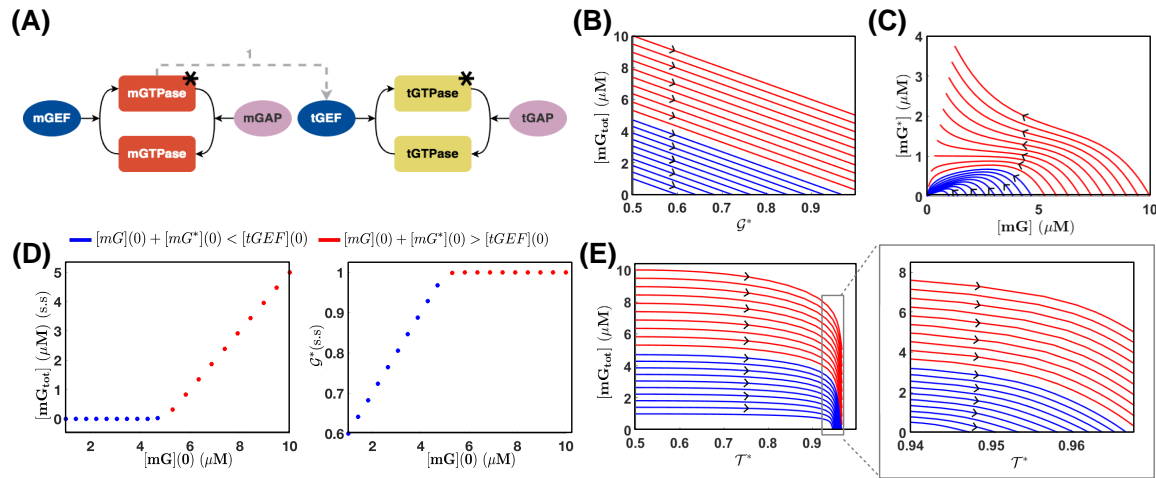 (A)
1
mGTPase *
tGTPase *
mGEF
mGAP
tGEF
tGAP
mGTPase
tGTPase
(B)
[mG_tot] (μM)
10
8
6
4
2
0
0.5 0.6 0.7 0.8 0.9
𝒢*
(C)
[mG*] (μM)
4
3
2
1
0
0 5 10
[mG] (μM)
[mG](0) + [mG*](0) < [tGEF](0)
[mG](0) + [mG*](0) > [tGEF](0)
(D)
[mG_tot] (μM) (s.s)
5
4
3
2
1
0
2 4 6 8 10
[mG](0) (μM)
𝒢*(s.s)
1
0.9
0.8
0.7
0.6
2 4 6 8 10
[mG](0) (μM)
(E)
[mG_tot] (μM)
10
8
6
4
2
0
0.5 0.6 0.7 0.8 0.9
𝒯*
8
6
4
2
0
0.94 0.95 0.96
𝒯*